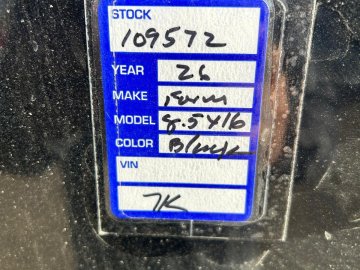 STOCK
109572
YEAR 26
MAKE
MODEL 8.5x16
COLOR Black
VIN
7K